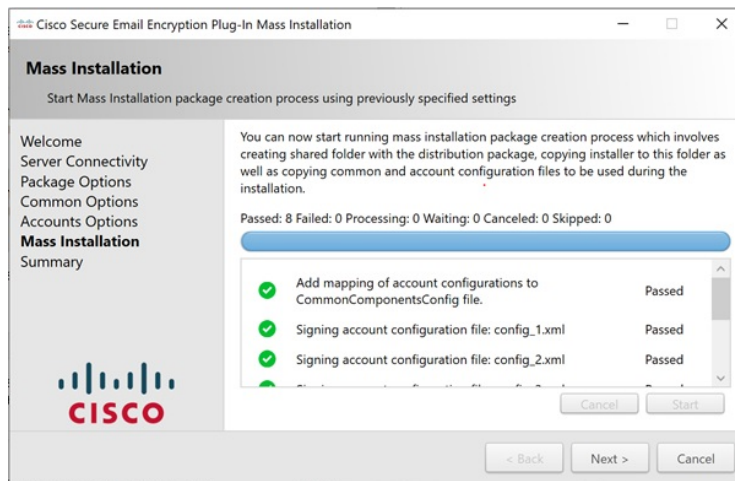 Cisco Secure Email Encryption Plug-In Mass Installation
Mass Installation
Start Mass Installation package creation process using previously specified settings
Welcome
Server Connectivity
Package Options
Common Options
Accounts Options
Mass Installation
Summary
CISCO
You can now start running mass installation package creation process which involves
creating shared folder with the distribution package, copying installer to this folder as
well as copying common and account configuration files to be used during the
installation.
Passed: 8 Failed: 0 Processing: 0 Waiting: 0 Canceled: 0 Skipped: 0
Add mapping of account configurations to
CommonComponentsConfig file.
Passed
Signing account configuration file: config_1.xml Passed
Signing account configuration file: config_2.xml Passed
Cancel Start
< Back Next > Cancel